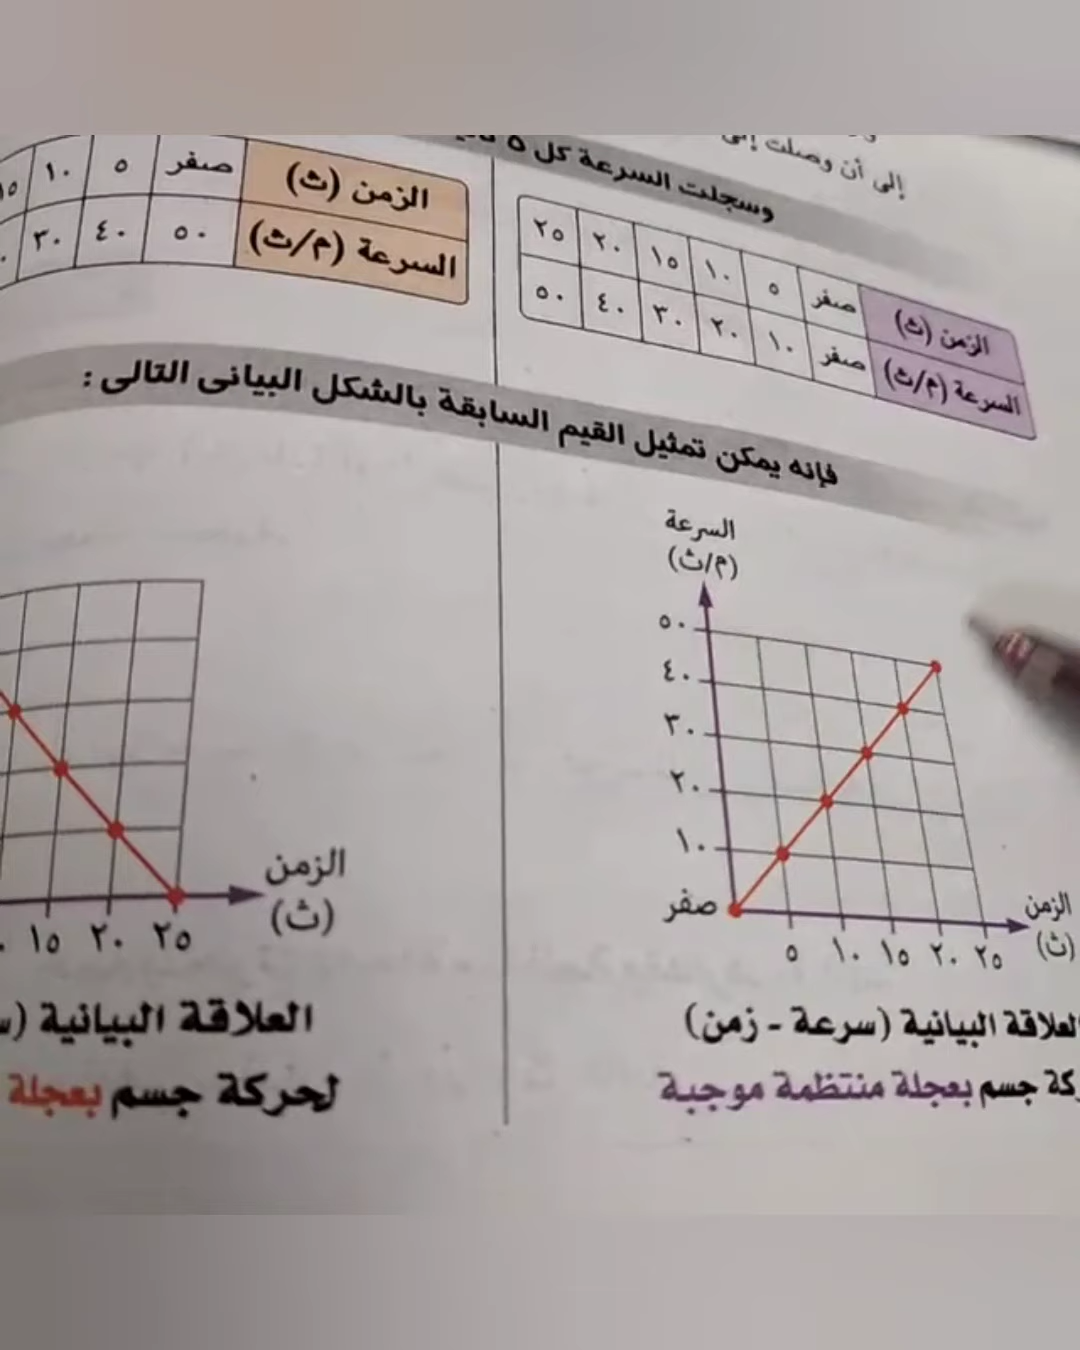 إلى أن وصلت إلى
وسجلت السرعة كل ٥
الزمن (ث) صفر ٥ ١٠ ١٥ ٢٠ ٢٥
السرعة (م/ث) صفر ١٠ ٢٠ ٣٠ ٤٠ ٥٠
الزمن (ث) صفر ٥ ١٠ ١٥
السرعة (م/ث) ٥٠ ٤٠ ٣٠
فإنه يمكن تمثيل القيم السابقة بالشكل البيانى التالى :
السرعة
(م/ث)
٥٠
٤٠
٣٠
٢٠
١٠
صفر
٥ ١٠ ١٥ ٢٠ ٢٥
الزمن
(ث)
العلاقة البيانية (سرعة - زمن)
جسم بعجلة منتظمة موجبة
الزمن
(ث)
١٥ ٢٠ ٢٥
العلاقة البيانية
لحركة جسم بعجلة